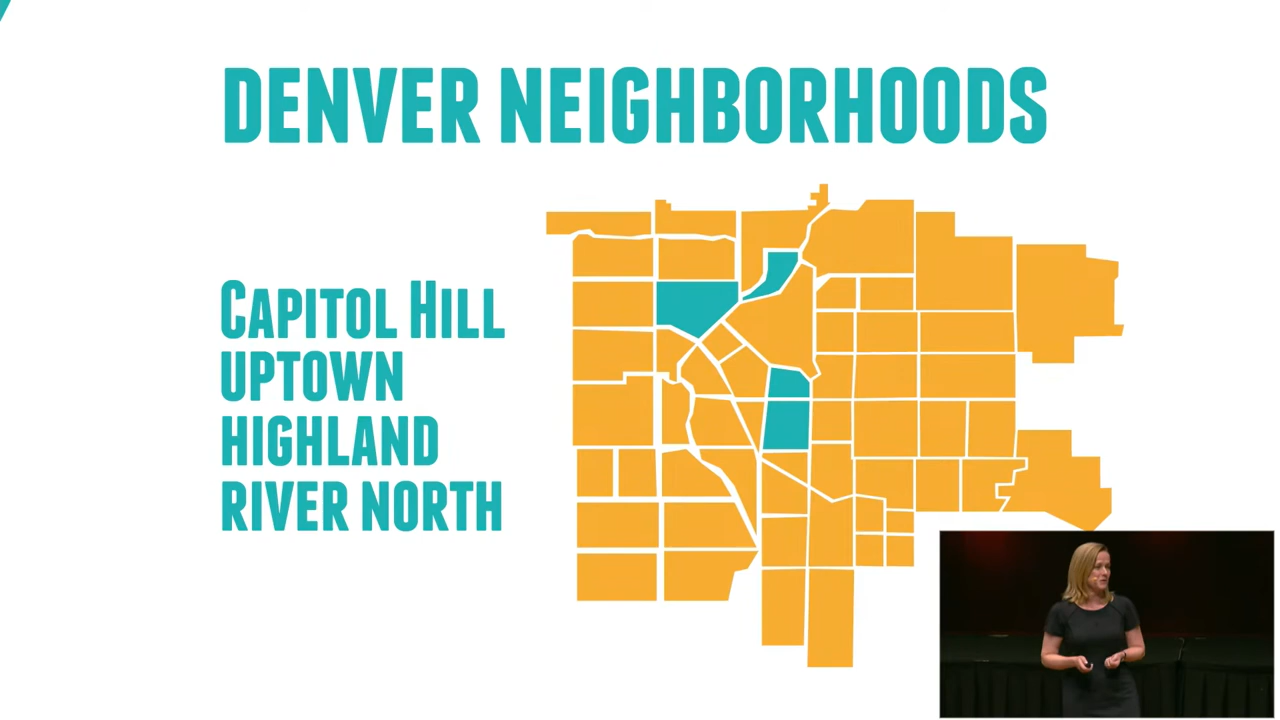 DENVER NEIGHBORHOODS
CAPITOL HILL
UPTOWN
HIGHLAND
RIVER NORTH